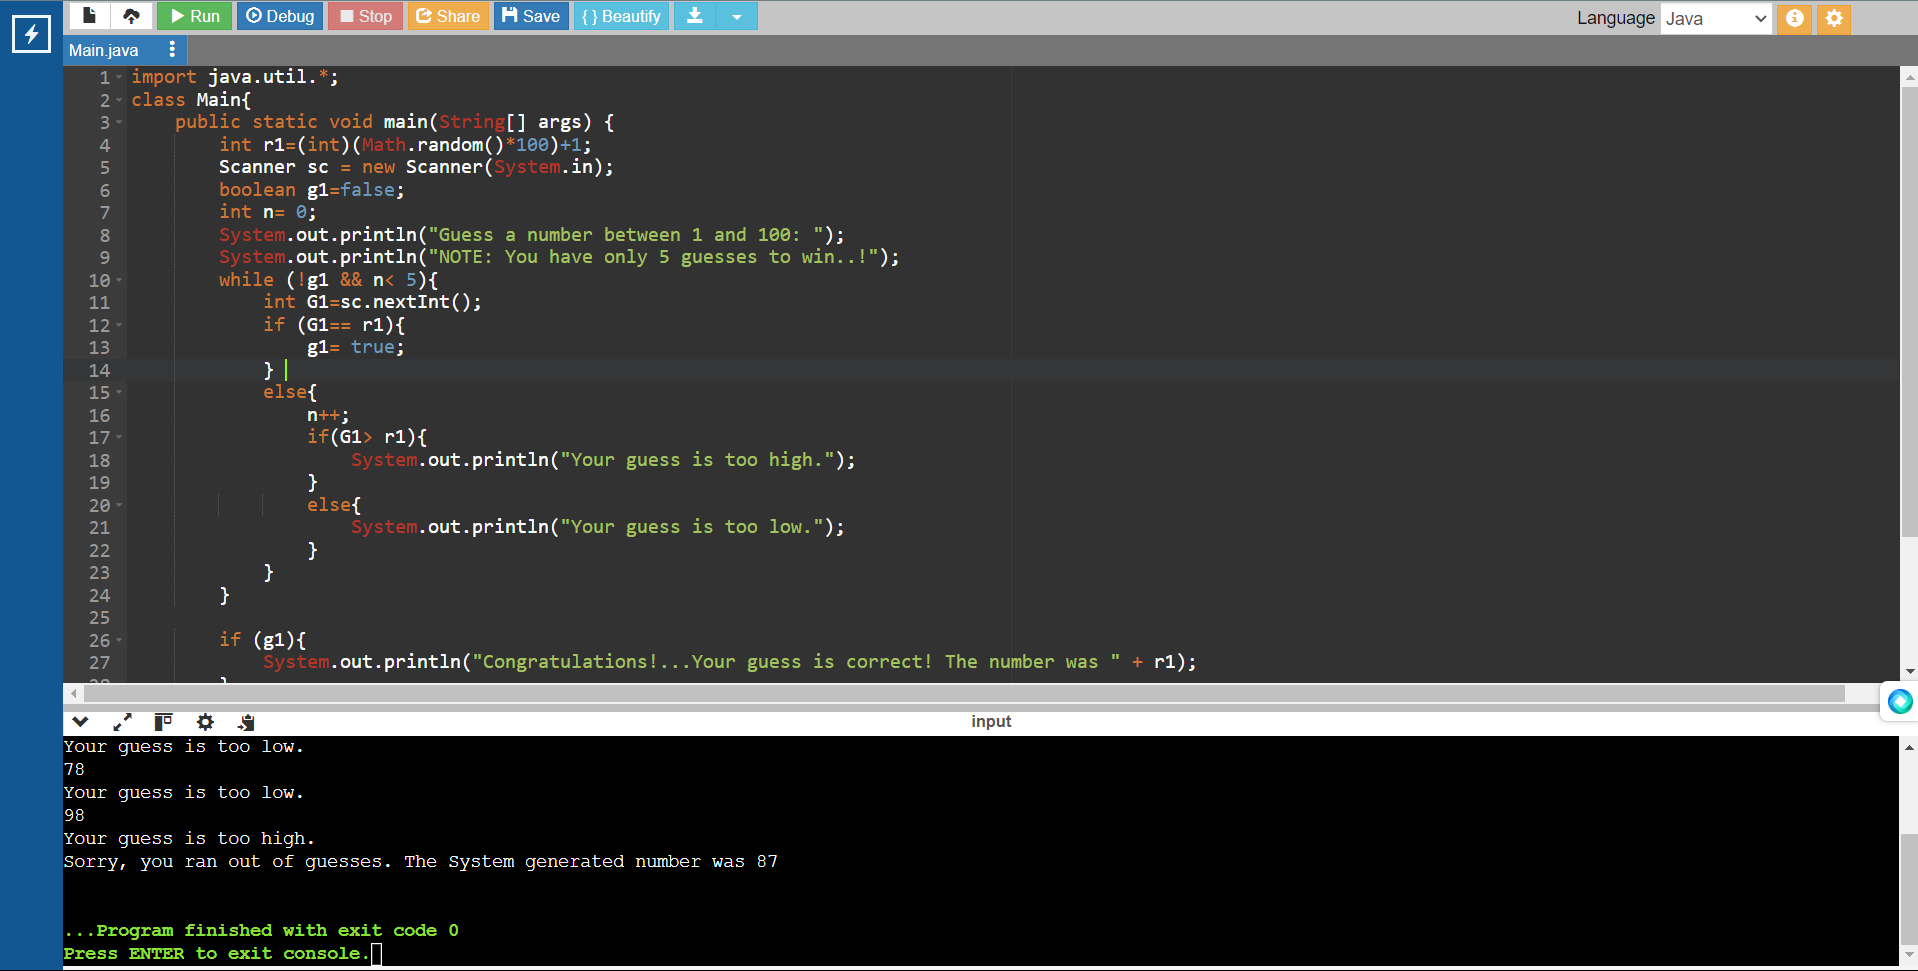 Run Debug Stop Share Save { } Beautify Language Java
Main.java
1 import java.util.*;
2 class Main{
3     public static void main(String[] args) {
4         int r1=(int)(Math.random()*100)+1;
5         Scanner sc = new Scanner(System.in);
6         boolean g1=false;
7         int n= 0;
8         System.out.println("Guess a number between 1 and 100: ");
9         System.out.println("NOTE: You have only 5 guesses to win..!");
10         while (!g1 && n< 5){
11             int G1=sc.nextInt();
12             if (G1== r1){
13                 g1= true;
14             }
15             else{
16                 n++;
17                 if(G1> r1){
18                     System.out.println("Your guess is too high.");
19                 }
20                 else{
21                     System.out.println("Your guess is too low.");
22                 }
23             }
24         }
25
26         if (g1){
27             System.out.println("Congratulations!...Your guess is correct! The number was " + r1);
input
Your guess is too low.
78
Your guess is too low.
98
Your guess is too high.
Sorry, you ran out of guesses. The System generated number was 87
...Program finished with exit code 0
Press ENTER to exit console.